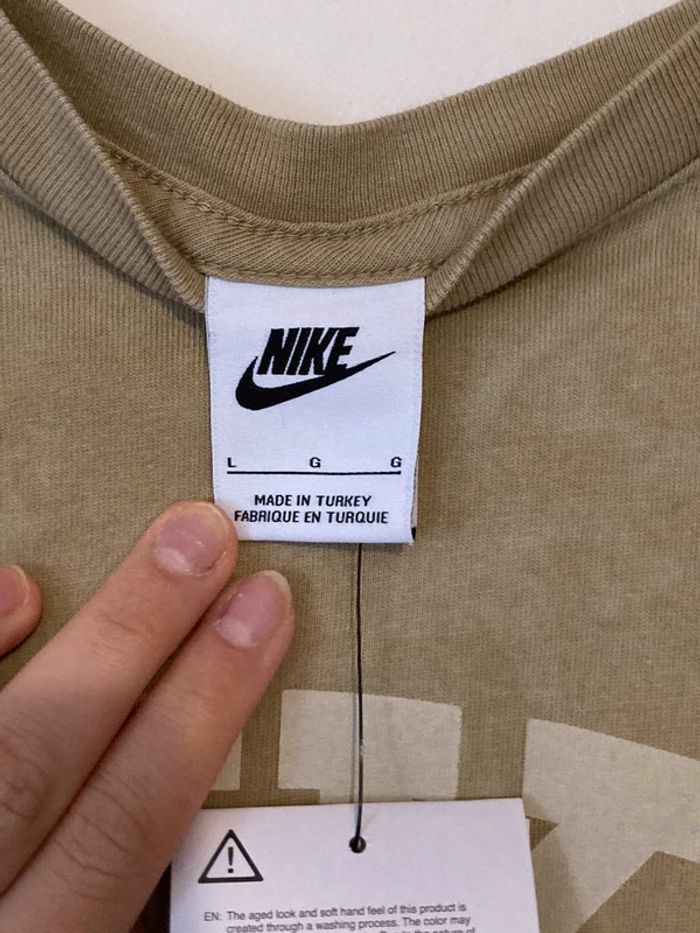 NIKE
L G G
MADE IN TURKEY
FABRIQUE EN TURQUIE
EN: The aged look and soft hand feel of this product is
created through a washing process. The color may